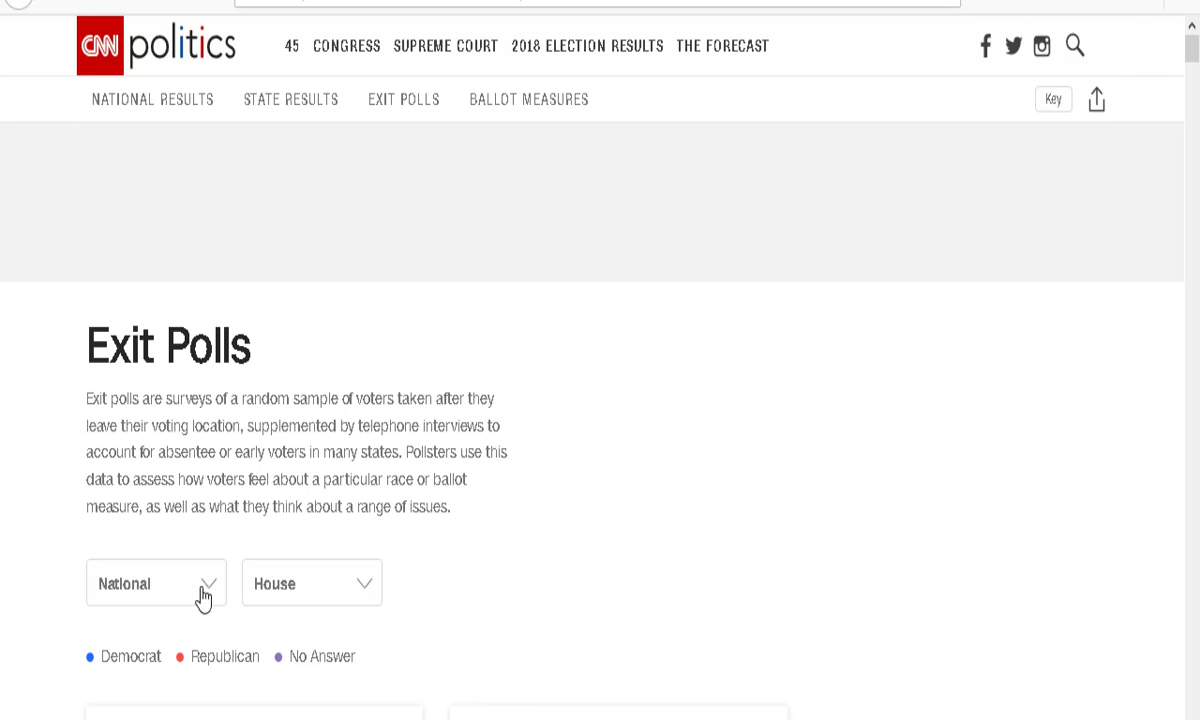 CNN politics 45 CONGRESS SUPREME COURT 2018 ELECTION RESULTS THE FORECAST
NATIONAL RESULTS STATE RESULTS EXIT POLLS BALLOT MEASURES Key
Exit Polls
Exit polls are surveys of a random sample of voters taken after they
leave their voting location, supplemented by telephone interviews to
account for absentee or early voters in many states. Pollsters use this
data to assess how voters feel about a particular race or ballot
measure, as well as what they think about a range of issues.
National House
Democrat Republican No Answer